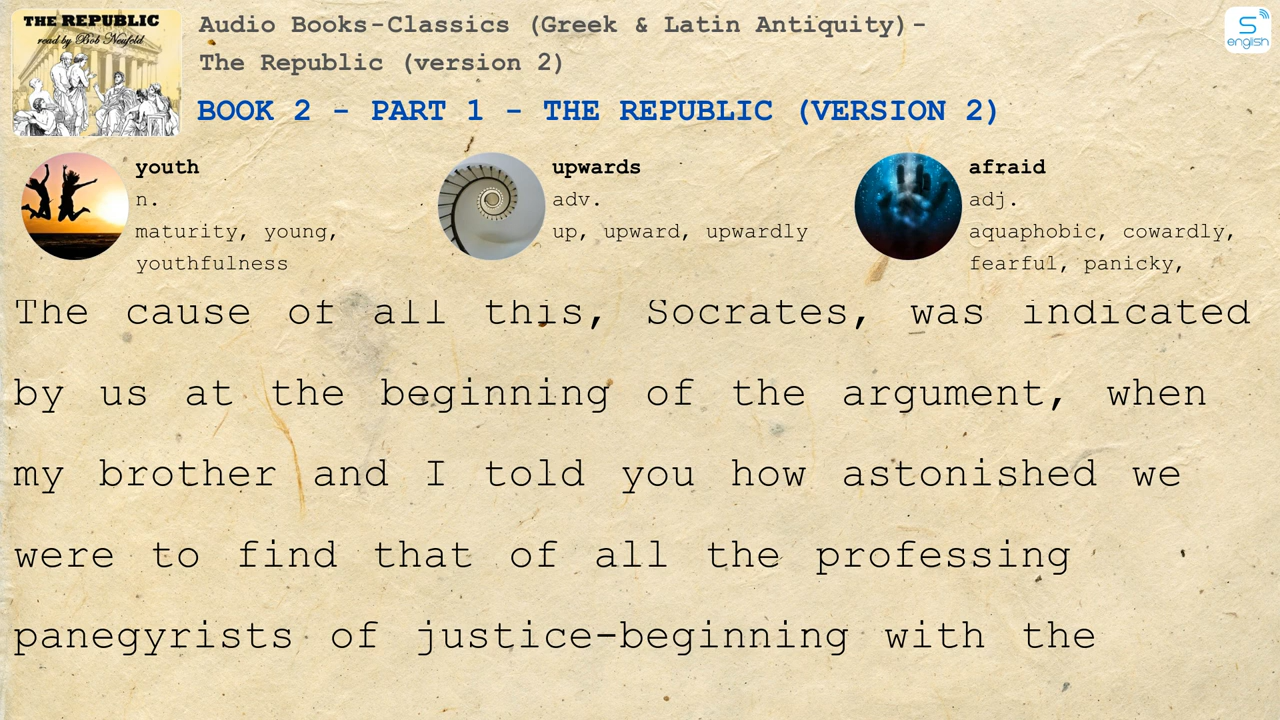 THE REPUBLIC
read by Bob Neufeld
Audio Books-Classics (Greek & Latin Antiquity)-
The Republic (version 2)
BOOK 2 - PART 1 - THE REPUBLIC (VERSION 2)
S
english
youth
n.
maturity, young,
youthfulness
upwards
adv.
up, upward, upwardly
afraid
adj.
aquaphobic, cowardly,
fearful, panicky,
The cause of all this, Socrates, was indicated
by us at the beginning of the argument, when
my brother and I told you how astonished we
were to find that of all the professing
panegyrists of justice-beginning with the